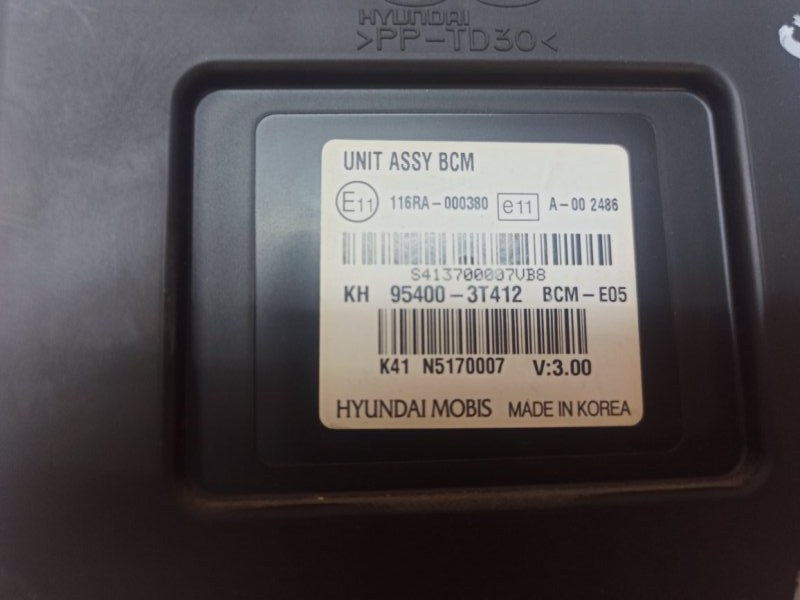 HYUNDAI
>PP-TD30<
UNIT ASSY BCM
E11 116RA-000380 e11 A-00 2486
S413700007VB8
KH 95400-3T412 BCM-E05
K41 N5170007 V:3.00
HYUNDAI MOBIS MADE IN KOREA